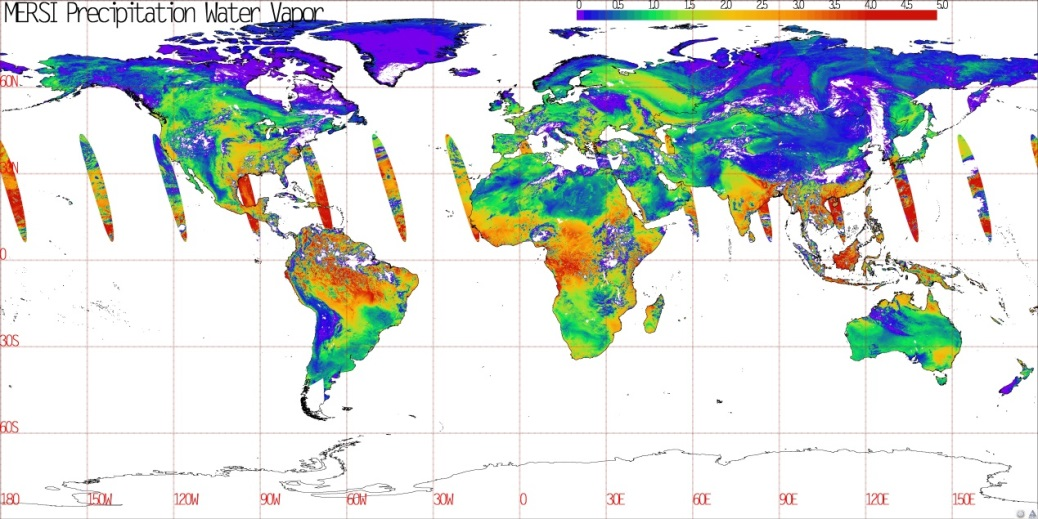 MERSI Precipitation Water Vapor
0 0.5 1.0 1.5 2.0 2.5 3.0 3.5 4.0 4.5 5.0
60N
30N
0
30S
60S
180 150W 120W 90W 60W 30W 0 30E 60E 90E 120E 150E